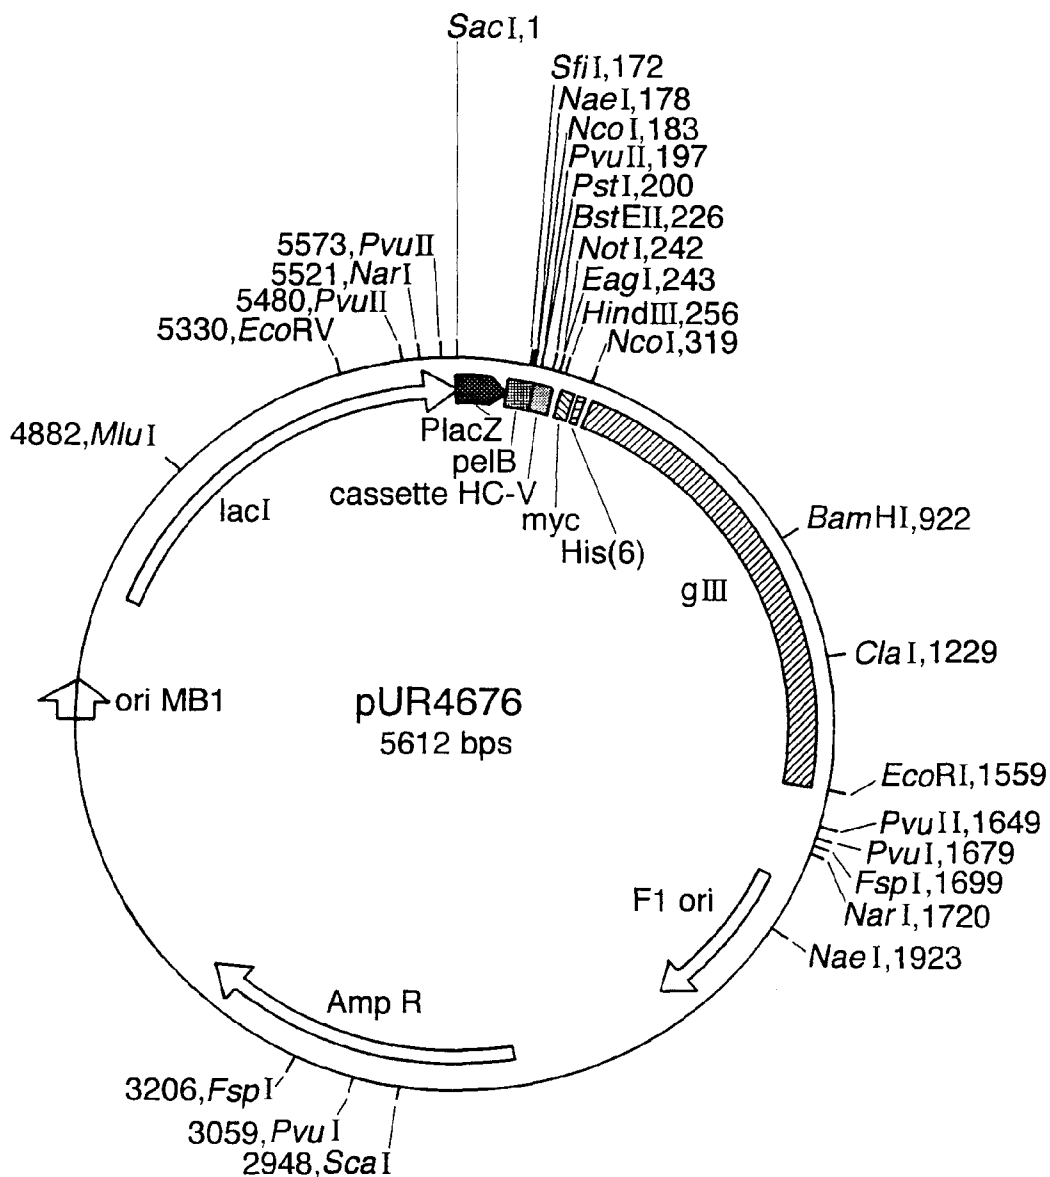 SacI,1
SfiI,172
NaeI,178
NcoI,183
PvuII,197
PstI,200
BstEII,226
NotI,242
EagI,243
HindIII,256
NcoI,319
5573,PvuII
5521,NarI
5480,PvuII
5330,EcoRV
4882,MluI
PlacZ
pelB
cassette HC-V
myc
His(6)
lacI
gIII
BamHI,922
ClaI,1229
ori MB1
pUR4676
5612 bps
EcoRI,1559
PvuII,1649
PvuI,1679
FspI,1699
NarI,1720
NaeI,1923
F1 ori
Amp R
3206,FspI
3059,PvuI
2948,ScaI